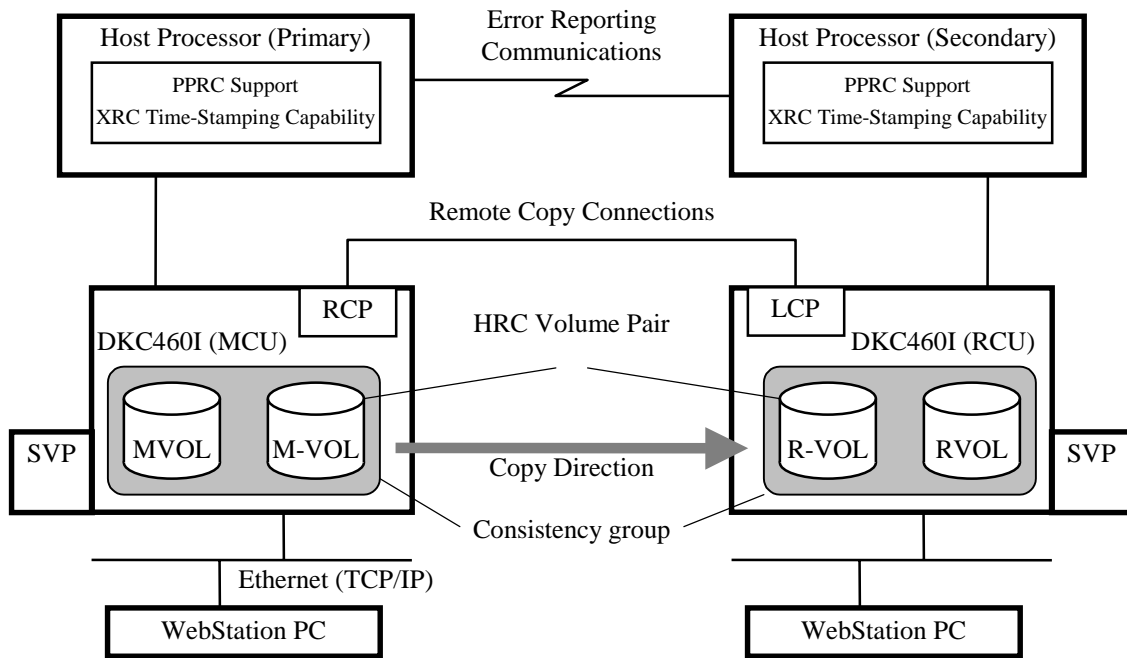 Host Processor (Primary)
PPRC Support
XRC Time-Stamping Capability
Error Reporting
Communications
Host Processor (Secondary)
PPRC Support
XRC Time-Stamping Capability
Remote Copy Connections
RCP
LCP
HRC Volume Pair
DKC460I (MCU)
DKC460I (RCU)
MVOL
M-VOL
R-VOL
RVOL
SVP
SVP
Copy Direction
Consistency group
Ethernet (TCP/IP)
WebStation PC
WebStation PC